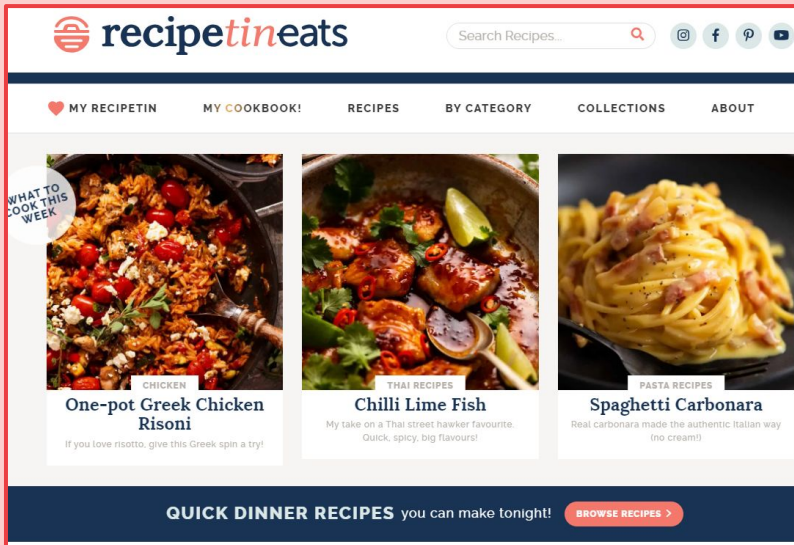 recipetineats
Search Recipes...
MY RECIPETIN
MY COOKBOOK!
RECIPES
BY CATEGORY
COLLECTIONS
ABOUT
WHAT TO
COOK THIS
WEEK
CHICKEN
One-pot Greek Chicken
Risoni
If you love risotto, give this Greek spin a try!
THAI RECIPES
Chilli Lime Fish
My take on a Thai street hawker favourite.
Quick, spicy, big flavours!
PASTA RECIPES
Spaghetti Carbonara
Real carbonara made the authentic Italian way
(no cream!)
QUICK DINNER RECIPES you can make tonight!
BROWSE RECIPES >